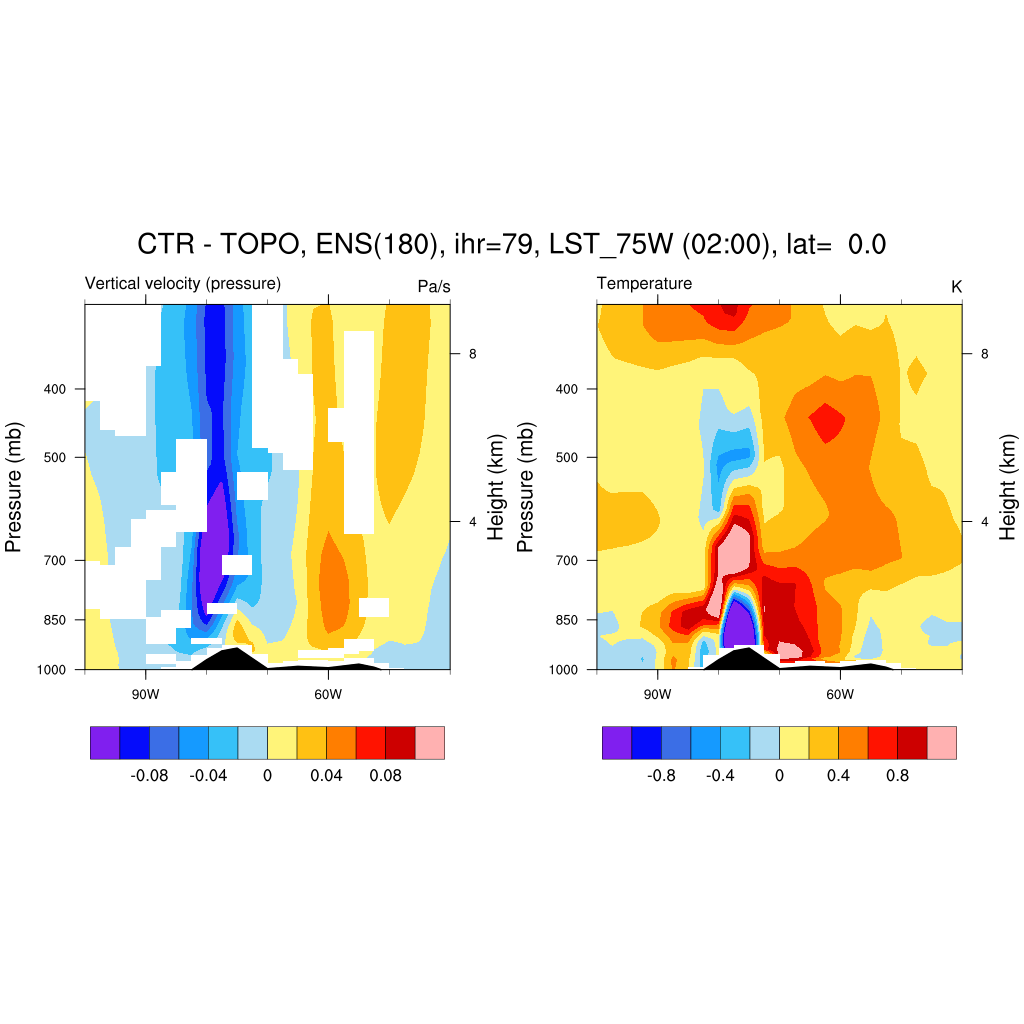 CTR - TOPO, ENS(180), ihr=79, LST_75W (02:00), lat=  0.0
Vertical velocity (pressure)
Pa/s
Pressure (mb)
400
500
700
850
1000
90W
60W
8
4
Height (km)
-0.08
-0.04
0
0.04
0.08
Temperature
K
Pressure (mb)
400
500
700
850
1000
90W
60W
8
4
Height (km)
-0.8
-0.4
0
0.4
0.8